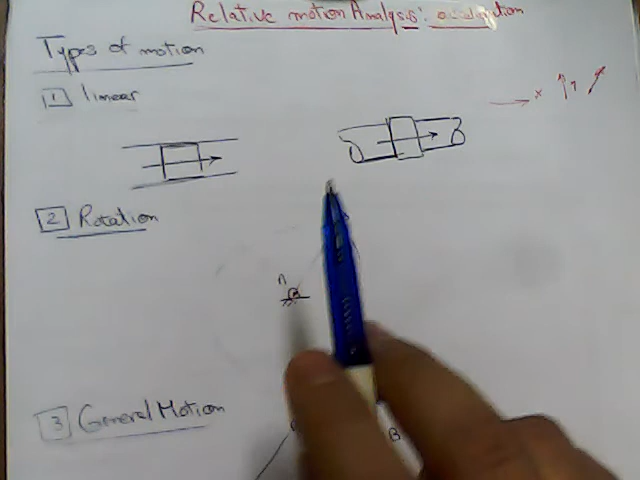 Relative motion Analysis: acceleration
Types of motion
1 linear
x
2 Rotation
A
3 General Motion
B